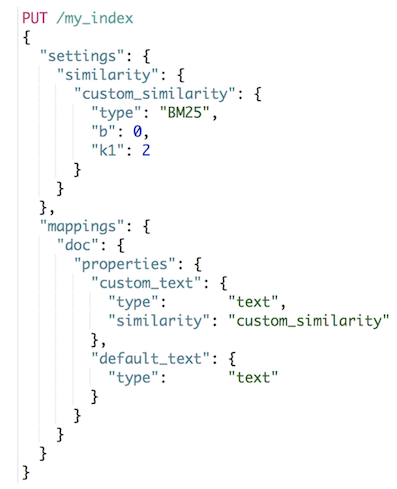 PUT /my_index
{
  "settings": {
    "similarity": {
      "custom_similarity": {
        "type": "BM25",
        "b": 0,
        "k1": 2
      }
    }
  },
  "mappings": {
    "doc": {
      "properties": {
        "custom_text": {
          "type":       "text",
          "similarity": "custom_similarity"
        },
        "default_text": {
          "type":       "text"
        }
      }
    }
  }
}